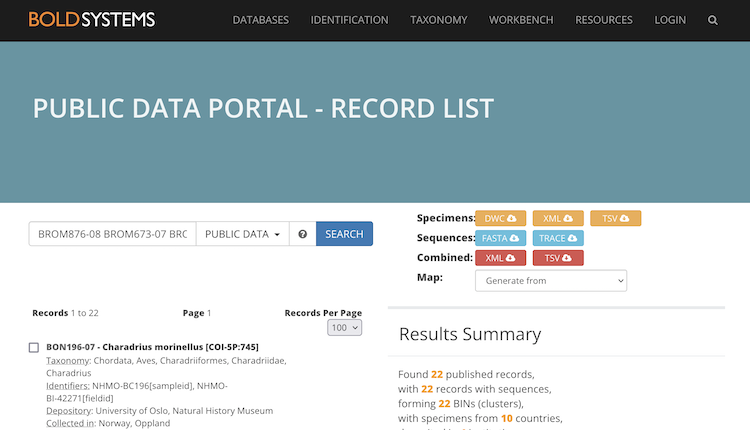 BOLDSYSTEMS DATABASES IDENTIFICATION TAXONOMY WORKBENCH RESOURCES LOGIN
PUBLIC DATA PORTAL - RECORD LIST
BROM876-08 BROM673-07 BRO PUBLIC DATA SEARCH
Records 1 to 22 Page 1 Records Per Page
100
BON196-07 - Charadrius morinellus [COI-5P:745]
Taxonomy: Chordata, Aves, Charadriiformes, Charadriidae,
Charadrius
Identifiers: NHMO-BC196[sampleid], NHMO-
BI-42271[fieldid]
Depository: University of Oslo, Natural History Museum
Collected in: Norway, Oppland
Specimens: DWC XML TSV
Sequences: FASTA TRACE
Combined: XML TSV
Map: Generate from
Results Summary
Found 22 published records,
with 22 records with sequences,
forming 22 BINs (clusters),
with specimens from 10 countries,